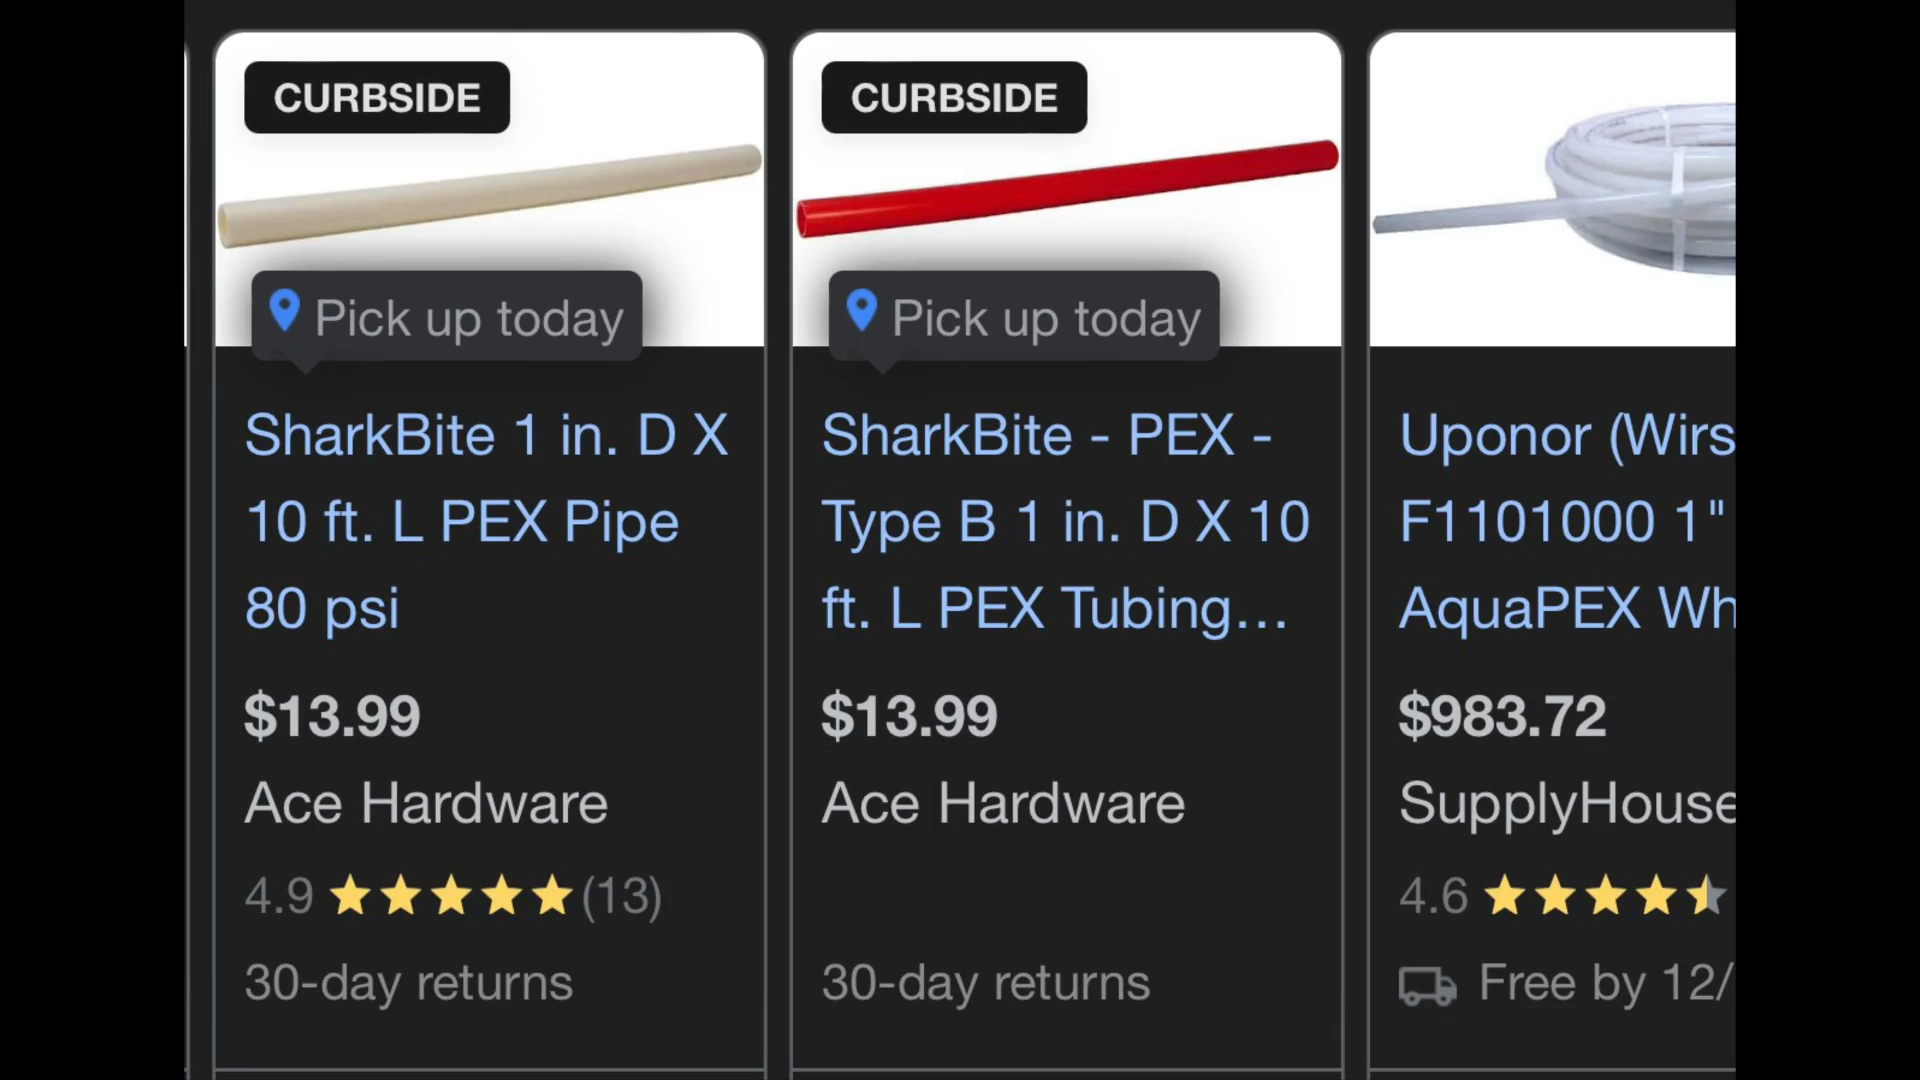 CURBSIDE
Pick up today
SharkBite 1 in. D X
10 ft. L PEX Pipe
80 psi
$13.99
Ace Hardware
4.9 (13)
30-day returns
CURBSIDE
Pick up today
SharkBite - PEX -
Type B 1 in. D X 10
ft. L PEX Tubing...
$13.99
Ace Hardware
30-day returns
Uponor (Wirs
F1101000 1"
AquaPEX Wh
$983.72
SupplyHouse
4.6
Free by 12/